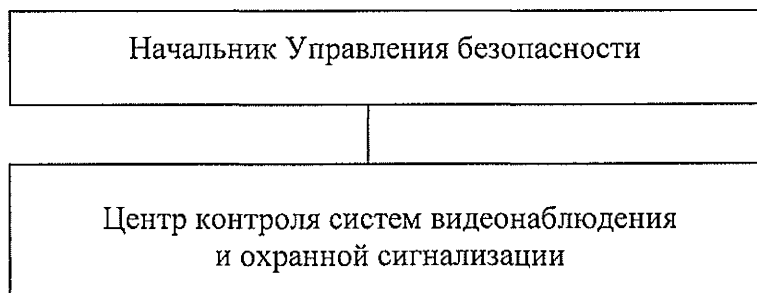 Начальник Управления безопасности
Центр контроля систем видеонаблюдения
и охранной сигнализации